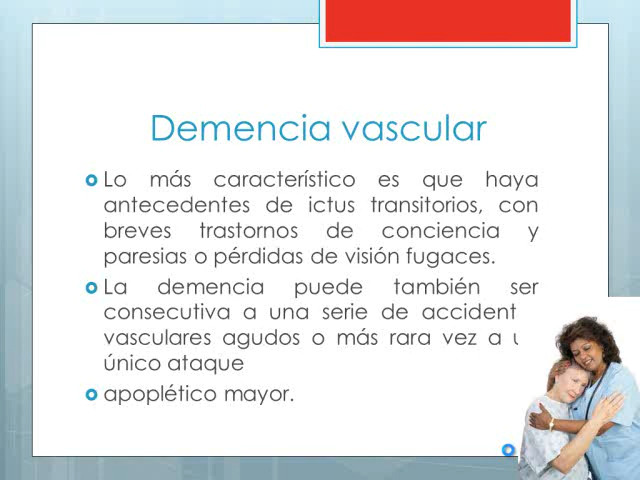 Demencia vascular
Lo más característico es que haya
antecedentes de ictus transitorios, con
breves trastornos de conciencia y
paresias o pérdidas de visión fugaces.
La demencia puede también ser
consecutiva a una serie de accident
vasculares agudos o más rara vez a
único ataque
apoplético mayor.